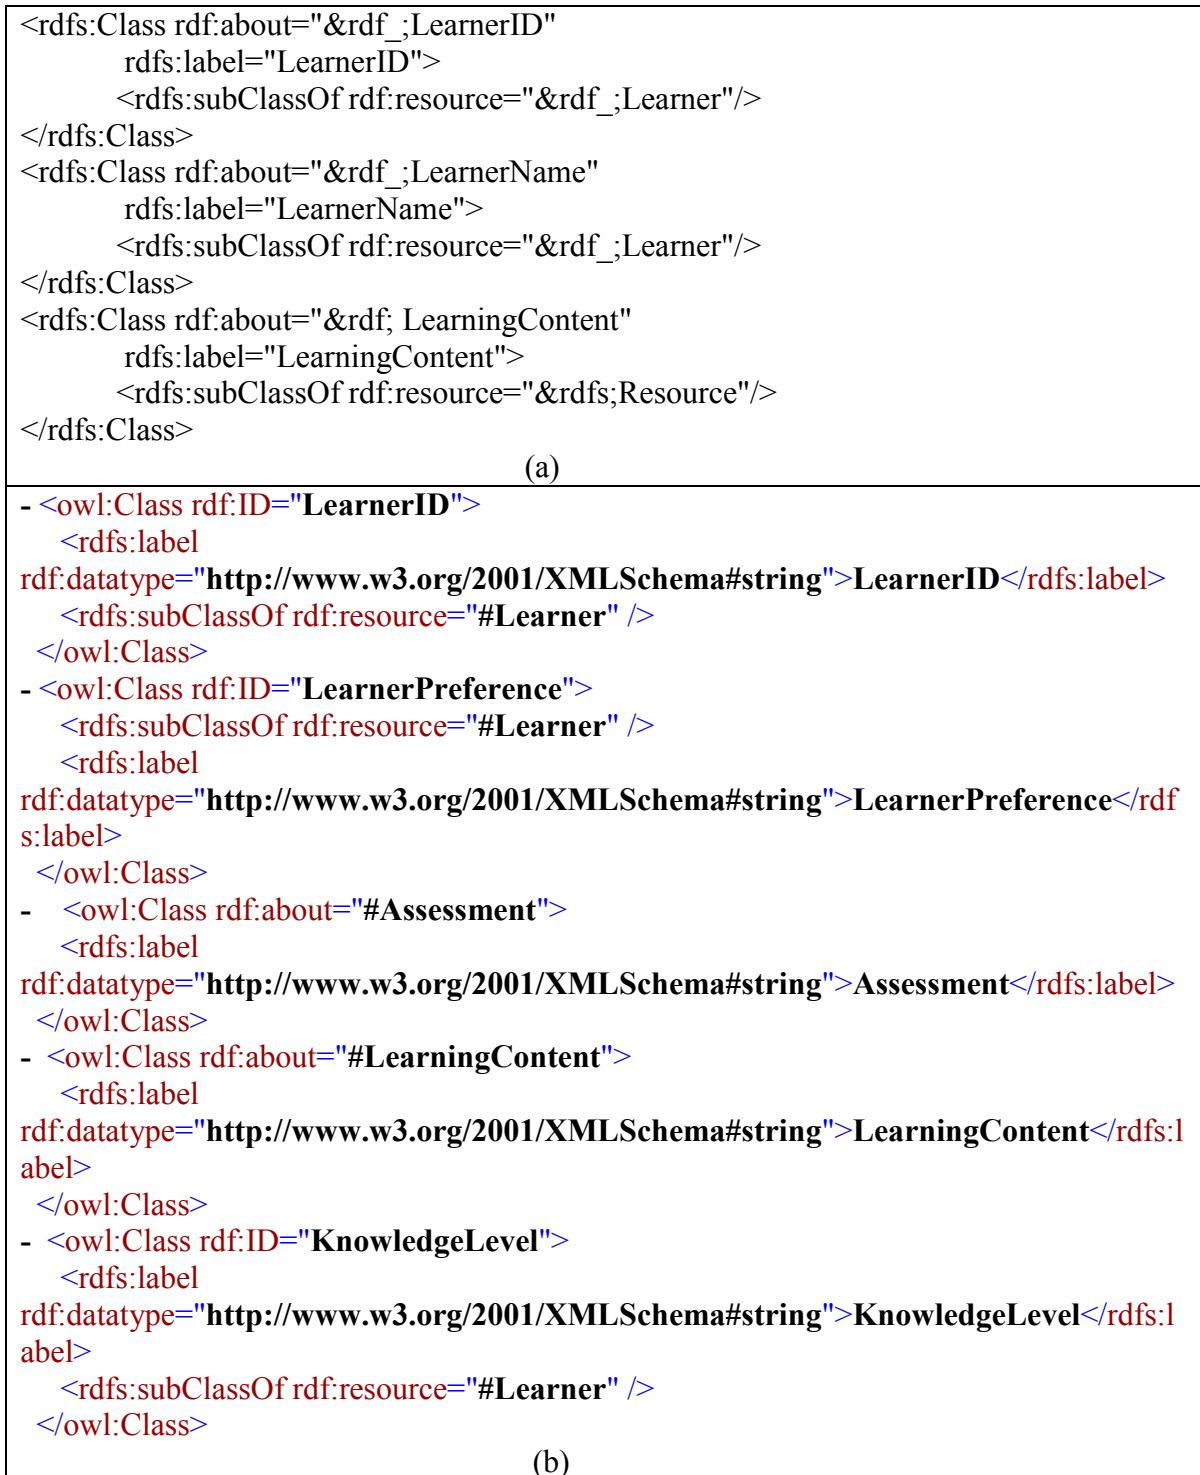 <rdfs:Class rdf:about="&rdf_;LearnerID"
rdfs:label="LearnerID">
<rdfs:subClassOf rdf:resource="&rdf_;Learner"/>
</rdfs:Class>
<rdfs:Class rdf:about="&rdf_;LearnerName"
rdfs:label="LearnerName">
<rdfs:subClassOf rdf:resource="&rdf_;Learner"/>
</rdfs:Class>
<rdfs:Class rdf:about="&rdf; LearningContent"
rdfs:label="LearningContent">
<rdfs:subClassOf rdf:resource="&rdfs;Resource"/>
</rdfs:Class>
(a)
- <owl:Class rdf:ID="LearnerID">
<rdfs:label
rdf:datatype="http://www.w3.org/2001/XMLSchema#string">LearnerID</rdfs:label>
<rdfs:subClassOf rdf:resource="#Learner" />
</owl:Class>
- <owl:Class rdf:ID="LearnerPreference">
<rdfs:subClassOf rdf:resource="#Learner" />
<rdfs:label
rdf:datatype="http://www.w3.org/2001/XMLSchema#string">LearnerPreference</rdf
s:label>
</owl:Class>
- <owl:Class rdf:about="#Assessment">
<rdfs:label
rdf:datatype="http://www.w3.org/2001/XMLSchema#string">Assessment</rdfs:label>
</owl:Class>
- <owl:Class rdf:about="#LearningContent">
<rdfs:label
rdf:datatype="http://www.w3.org/2001/XMLSchema#string">LearningContent</rdfs:l
abel>
</owl:Class>
- <owl:Class rdf:ID="KnowledgeLevel">
<rdfs:label
rdf:datatype="http://www.w3.org/2001/XMLSchema#string">KnowledgeLevel</rdfs:l
abel>
<rdfs:subClassOf rdf:resource="#Learner" />
</owl:Class>
(b)